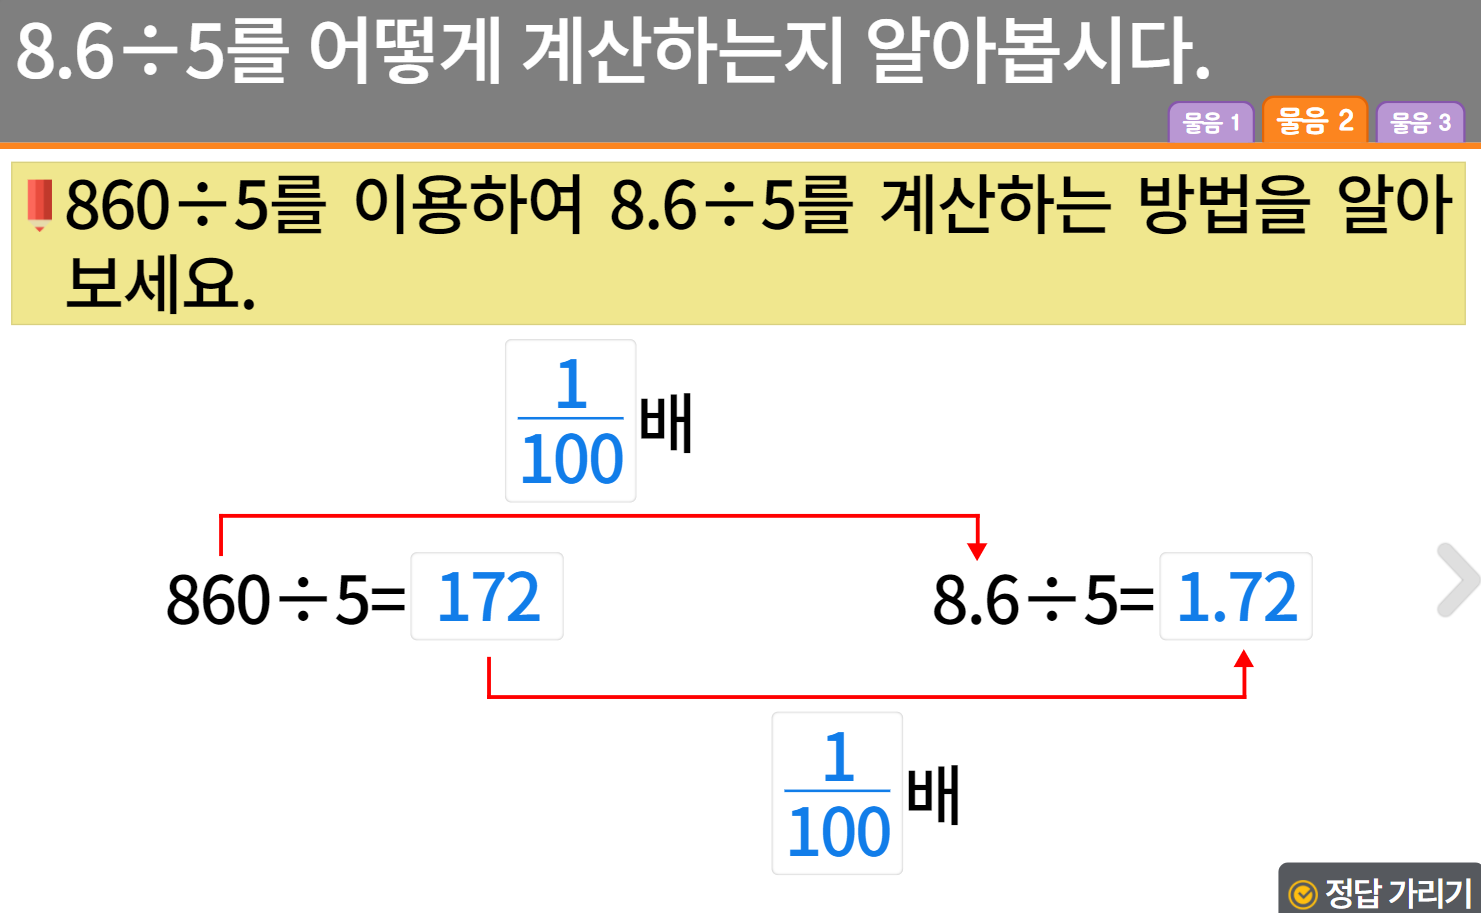 8.6÷5를 어떻게 계산하는지 알아봅시다.
물음 1 물음 2 물음 3
860÷5를 이용하여 8.6÷5를 계산하는 방법을 알아
보세요.
1/100 배
860÷5= 172 8.6÷5= 1.72
1/100 배
정답 가리기